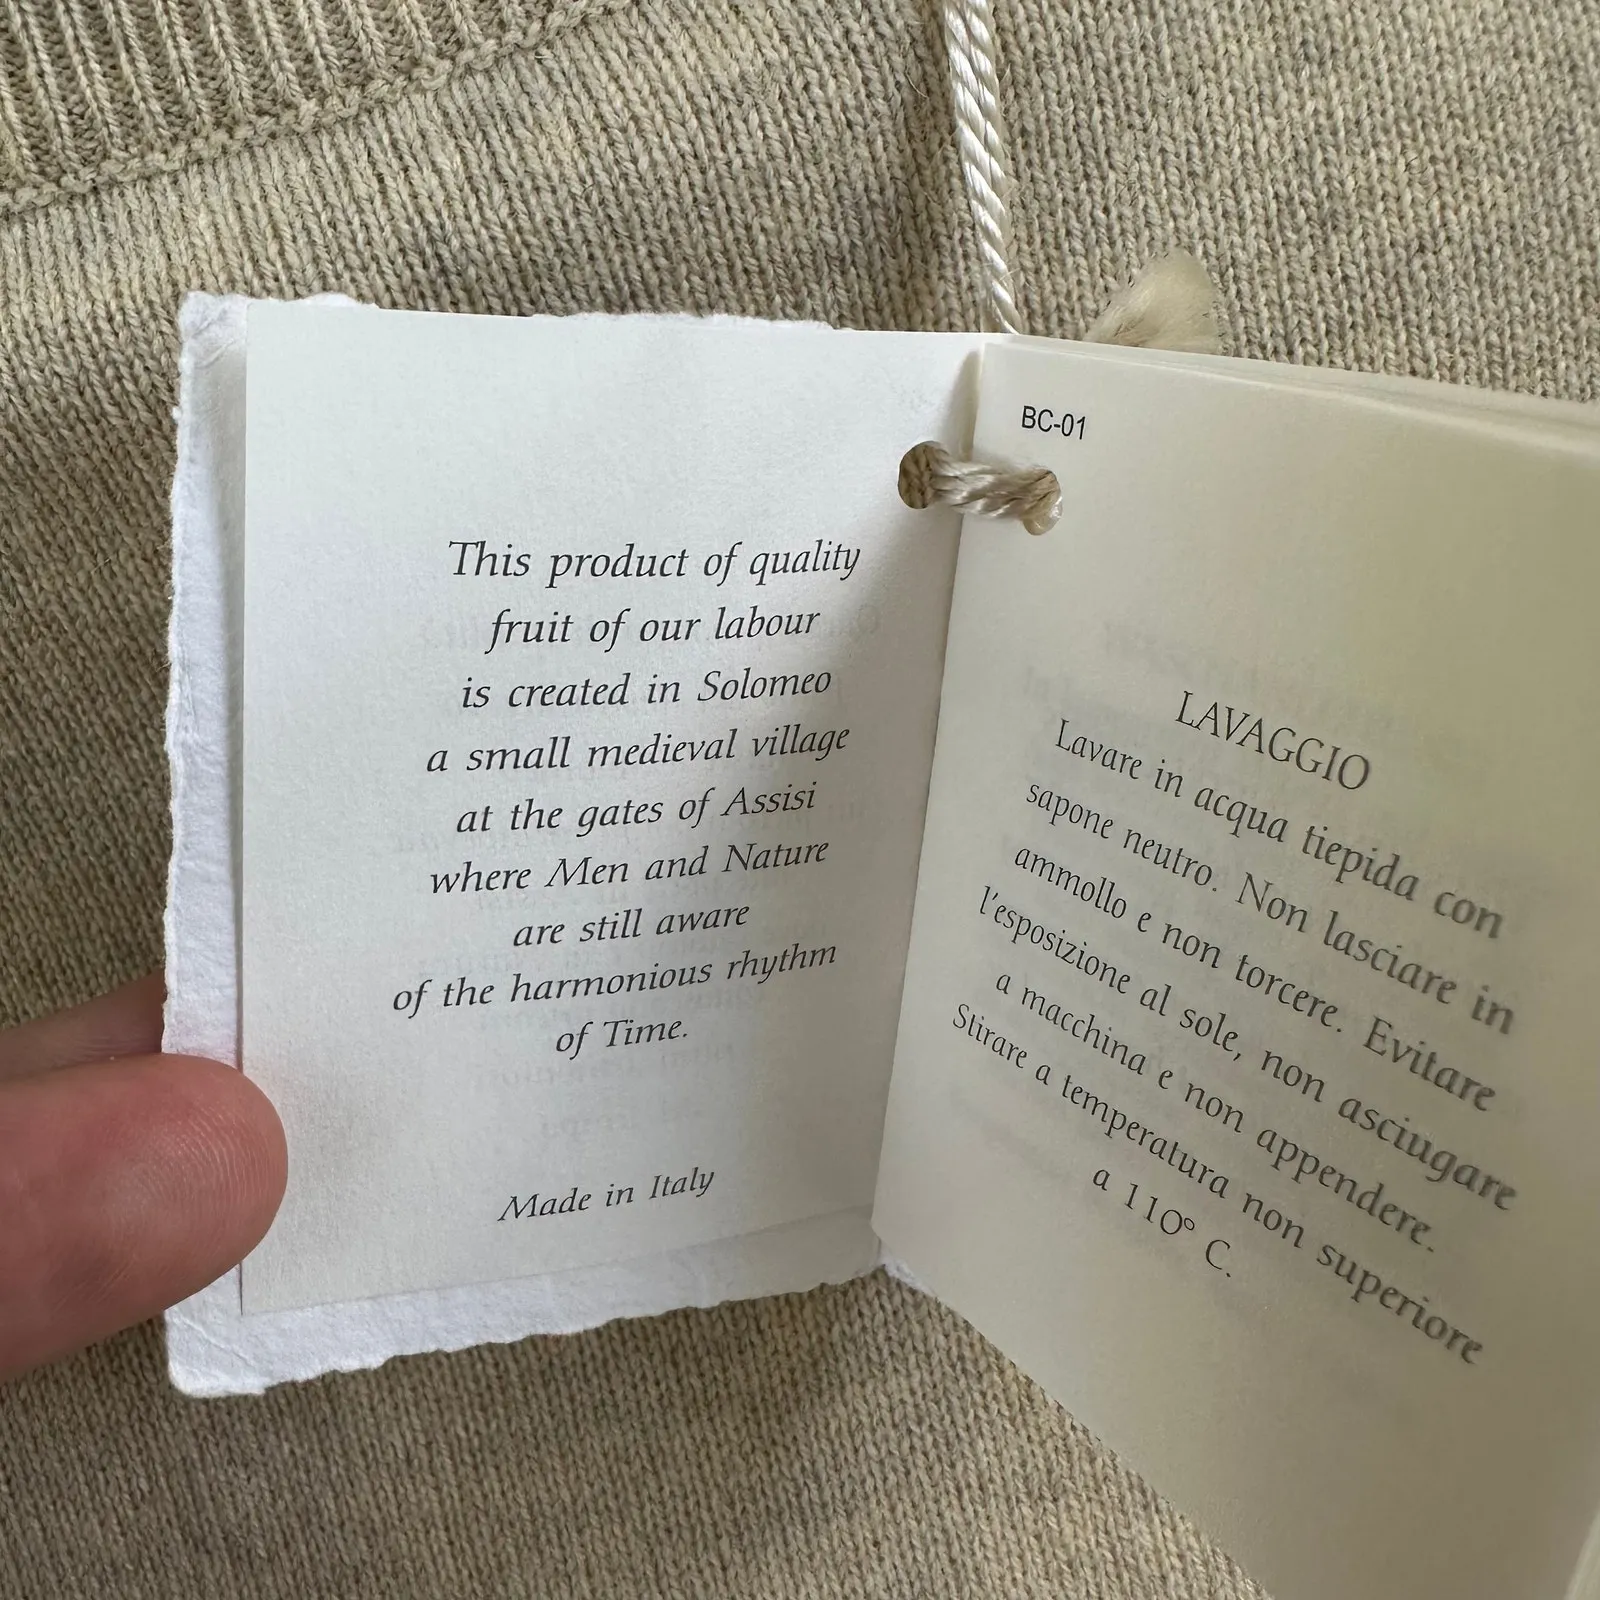 This product of quality
fruit of our labour
is created in Solomeo
a small medieval village
at the gates of Assisi
where Men and Nature
are still aware
of the harmonious rhythm
of Time.
Made in Italy
BC-01
LAVAGGIO
Lavare in acqua tiepida con
sapone neutro. Non lasciare in
ammollo e non torcere. Evitare
l'esposizione al sole, non asciugare
a macchina e non appendere.
Stirare a temperatura non superiore
a 110° C.